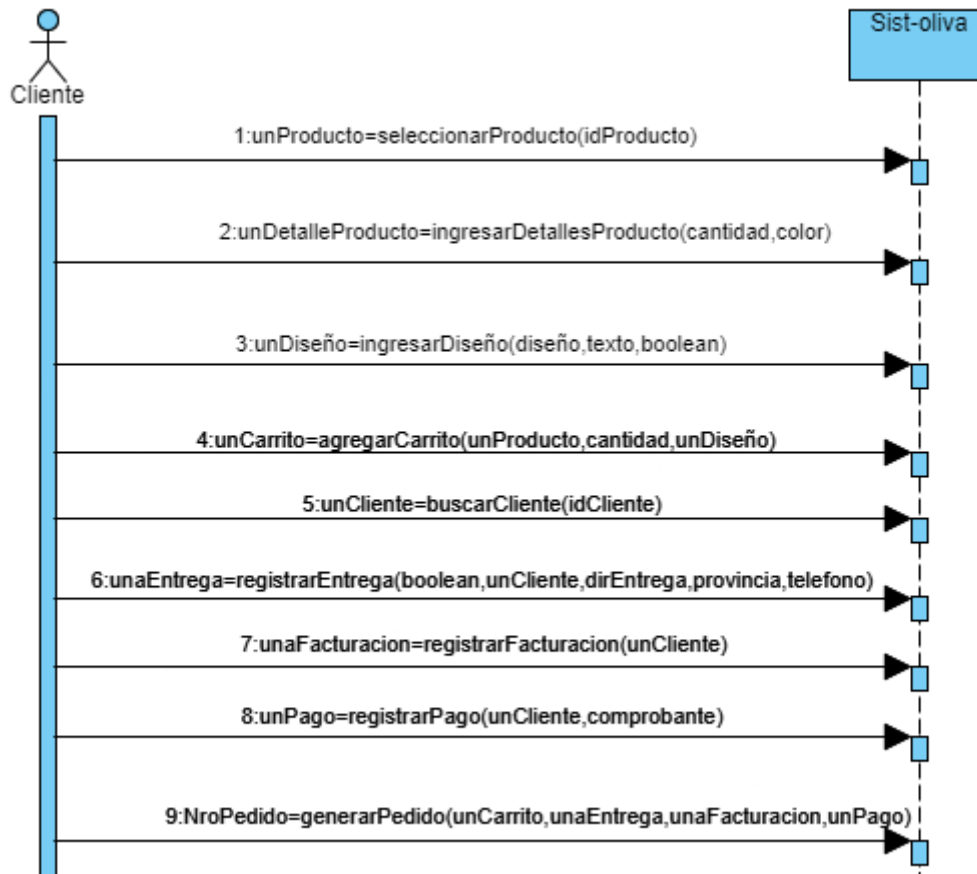 Sist-oliva
Cliente
1:unProducto=seleccionarProducto(idProducto)
2:unDetalleProducto=ingresarDetallesProducto(cantidad,color)
3:unDiseño=ingresarDiseño(diseño,texto,boolean)
4:unCarrito=agregarCarrito(unProducto,cantidad,unDiseño)
5:unCliente=buscarCliente(idCliente)
6:unaEntrega=registrarEntrega(boolean,unCliente,dirEntrega,provincia,telefono)
7:unaFacturacion=registrarFacturacion(unCliente)
8:unPago=registrarPago(unCliente,comprobante)
9:NroPedido=generarPedido(unCarrito,unaEntrega,unaFacturacion,unPago)